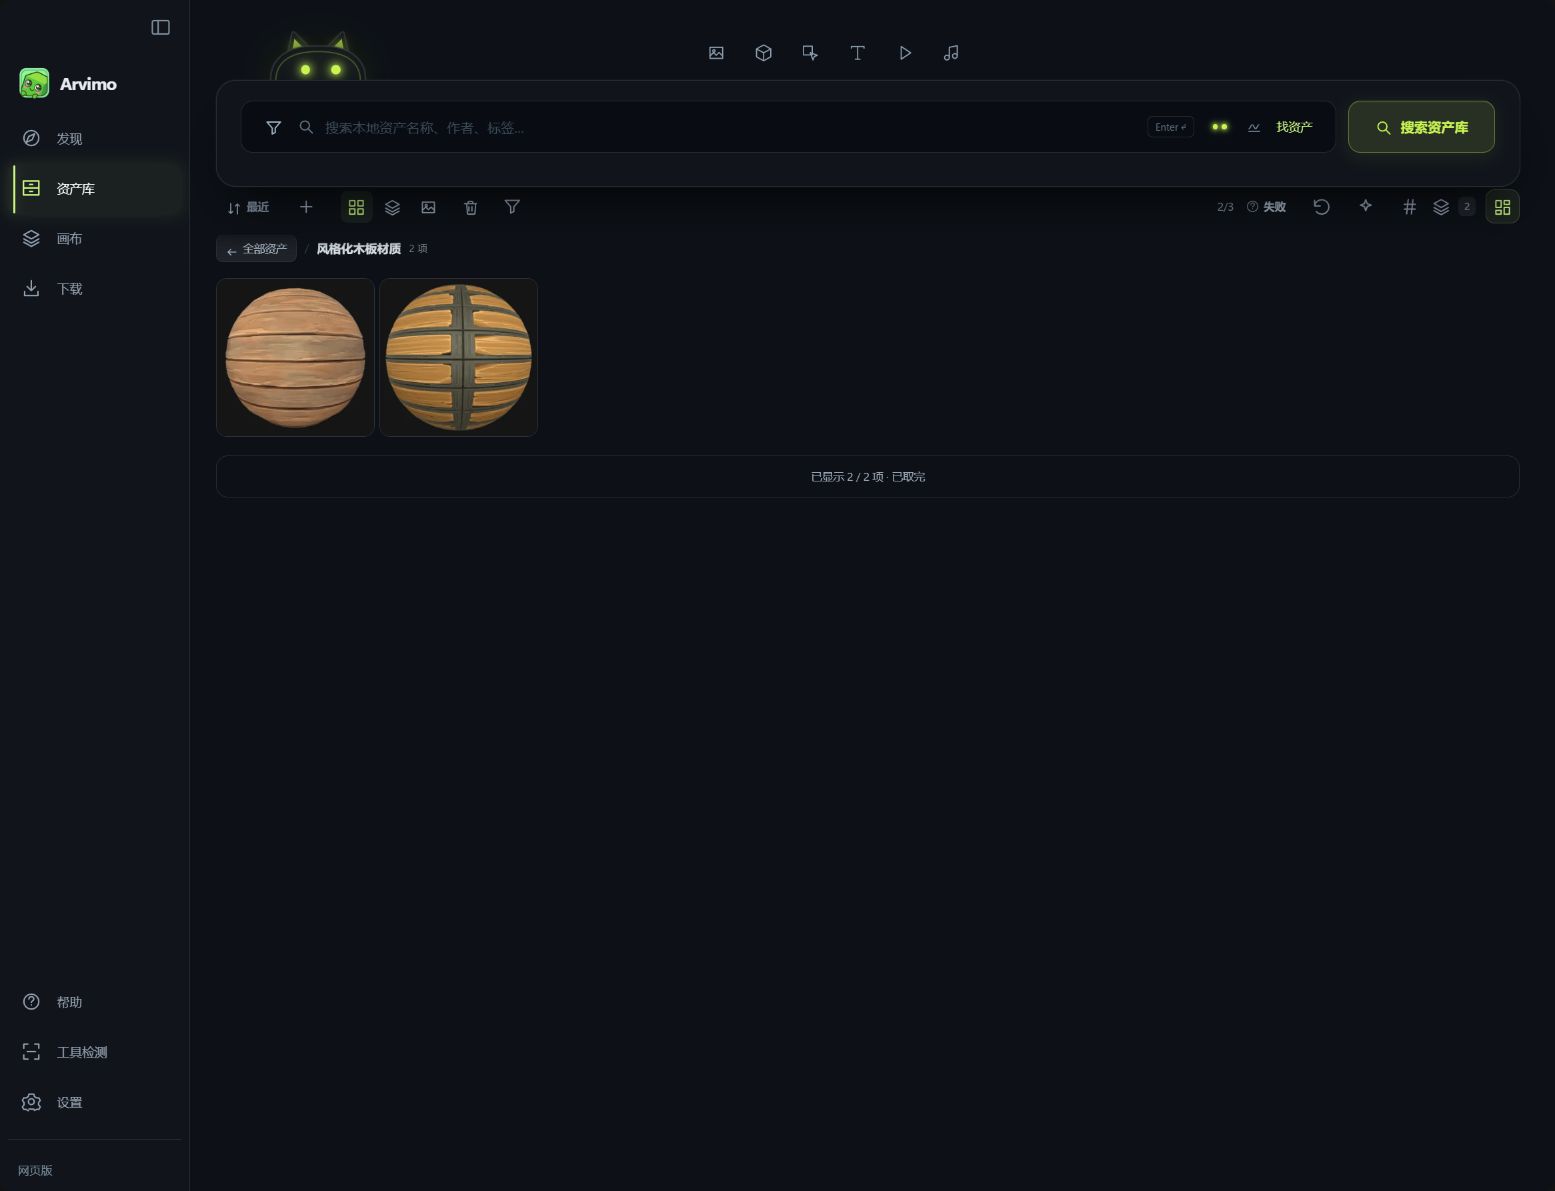 Arvimo
发现
资产库
画布
下载
帮助
工具检测
设置
网页版
搜索本地资产名称、作者、标签...
Enter ↲
找资产
搜索资产库
最近
2/3
失败
2
全部资产 / 风格化木板材质 2 项
已显示 2 / 2 项 · 已取完